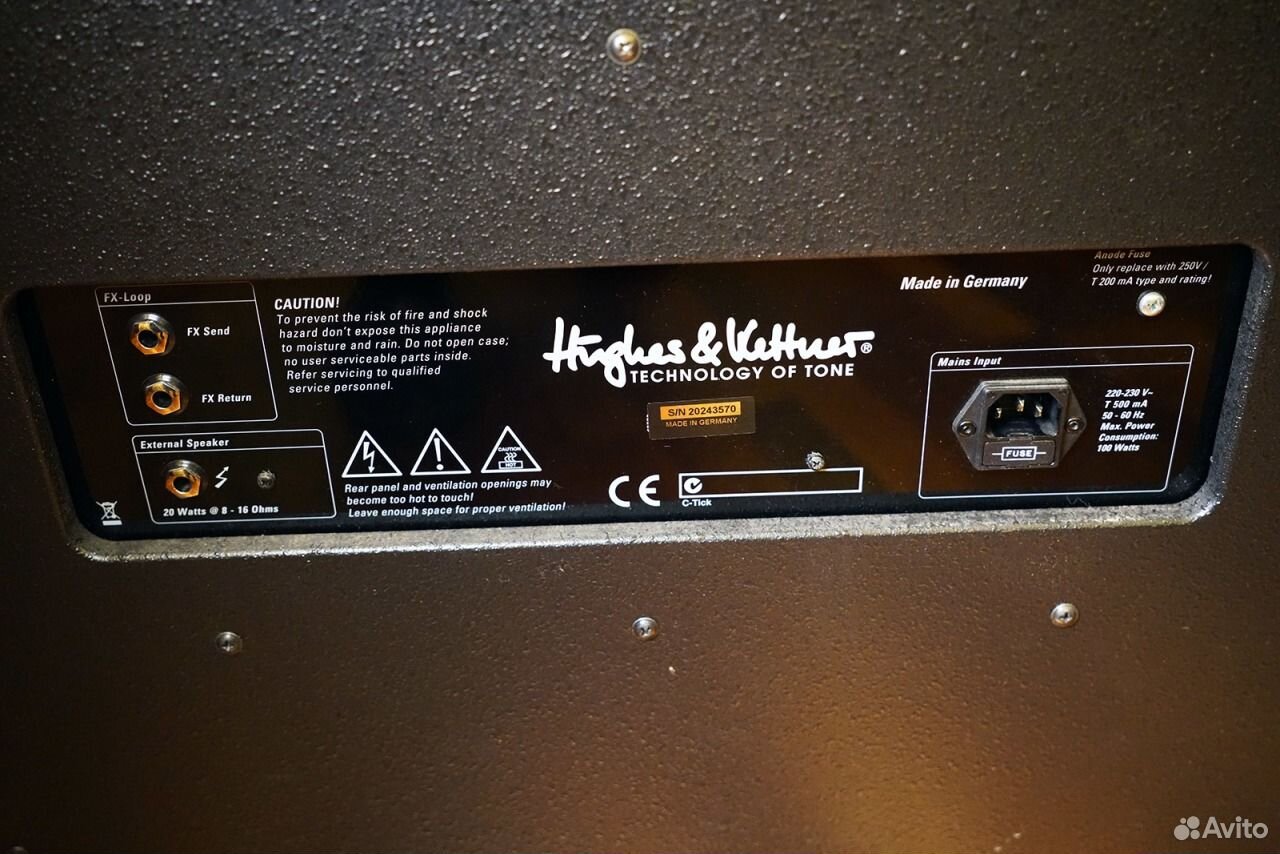 FX-Loop
FX Send
FX Return
External Speaker
20 Watts @ 8 - 16 Ohms
CAUTION!
To prevent the risk of fire and shock
hazard don't expose this appliance
to moisture and rain. Do not open case;
no user serviceable parts inside.
Refer servicing to qualified
service personnel.
CAUTION
HOT
Rear panel and ventilation openings may
become too hot to touch!
Leave enough space for proper ventilation!
Hughes & Kettner®
TECHNOLOGY OF TONE
S/N 20243570
MADE IN GERMANY
CE
C-Tick
Made in Germany
Anode Fuse
Only replace with 250V /
T 200 mA type and rating!
Mains Input
FUSE
220-230 V~
T 500 mA
50 - 60 Hz
Max. Power
Consumption:
100 Watts
Avito